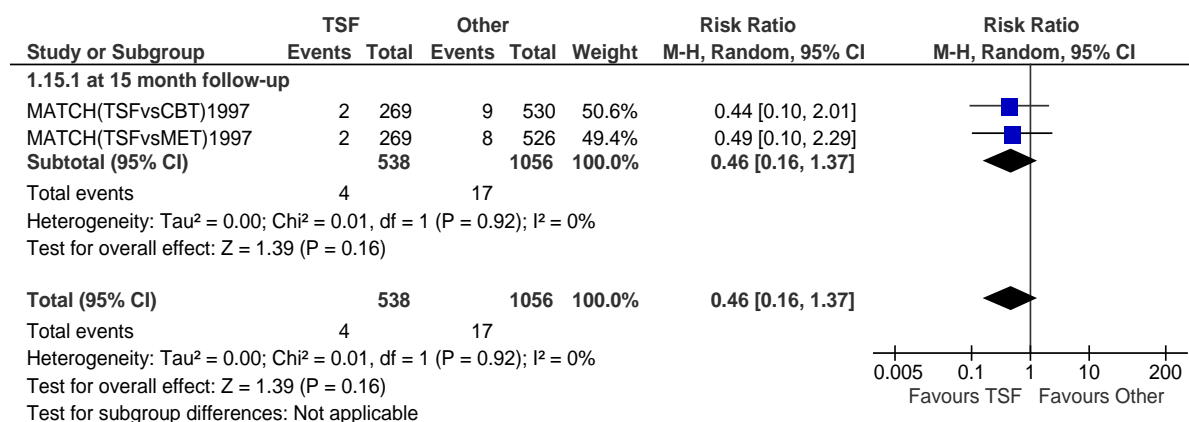 TSF Other Risk Ratio Risk Ratio
Study or Subgroup Events Total Events Total Weight M-H, Random, 95% CI M-H, Random, 95% CI
1.15.1 at 15 month follow-up
MATCH(TSFvsCBT)1997 2 269 9 530 50.6% 0.44 [0.10, 2.01]
MATCH(TSFvsMET)1997 2 269 8 526 49.4% 0.49 [0.10, 2.29]
Subtotal (95% CI) 538 1056 100.0% 0.46 [0.16, 1.37]
Total events 4 17
Heterogeneity: Tau² = 0.00; Chi² = 0.01, df = 1 (P = 0.92); I² = 0%
Test for overall effect: Z = 1.39 (P = 0.16)
Total (95% CI) 538 1056 100.0% 0.46 [0.16, 1.37]
Total events 4 17
Heterogeneity: Tau² = 0.00; Chi² = 0.01, df = 1 (P = 0.92); I² = 0%
Test for overall effect: Z = 1.39 (P = 0.16)
Test for subgroup differences: Not applicable
0.005 0.1 1 10 200
Favours TSF Favours Other